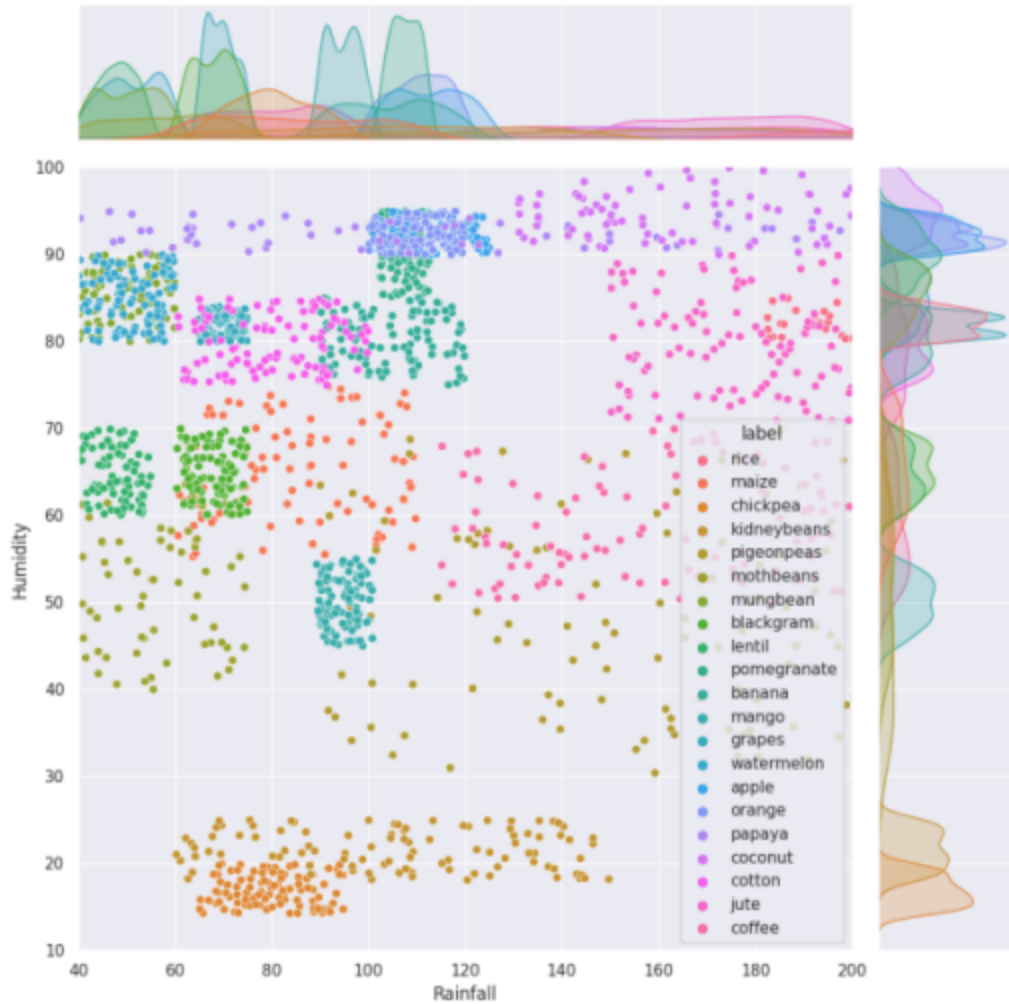 100
90
80
70
60
50
40
30
20
10
Humidity
label
rice
maize
chickpea
kidneybeans
pigeonpeas
mothbeans
mungbean
blackgram
lentil
pomegranate
banana
mango
grapes
watermelon
apple
orange
papaya
coconut
cotton
jute
coffee
40 60 80 100 120 140 160 180 200
Rainfall